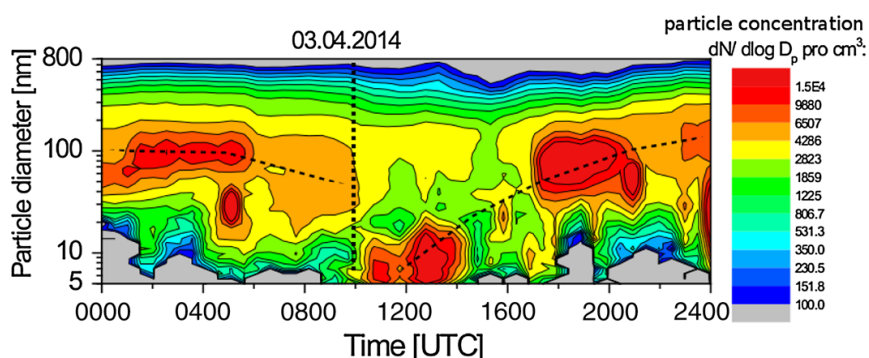 particle concentration
03.04.2014
dN/ dlog Dp pro cm³:
Particle diameter [nm]
800
100
10
5
1.5E4
9880
6507
4286
2823
1859
1225
806.7
531.3
350.0
230.5
151.8
100.0
0000 0400 0800 1200 1600 2000 2400
Time [UTC]